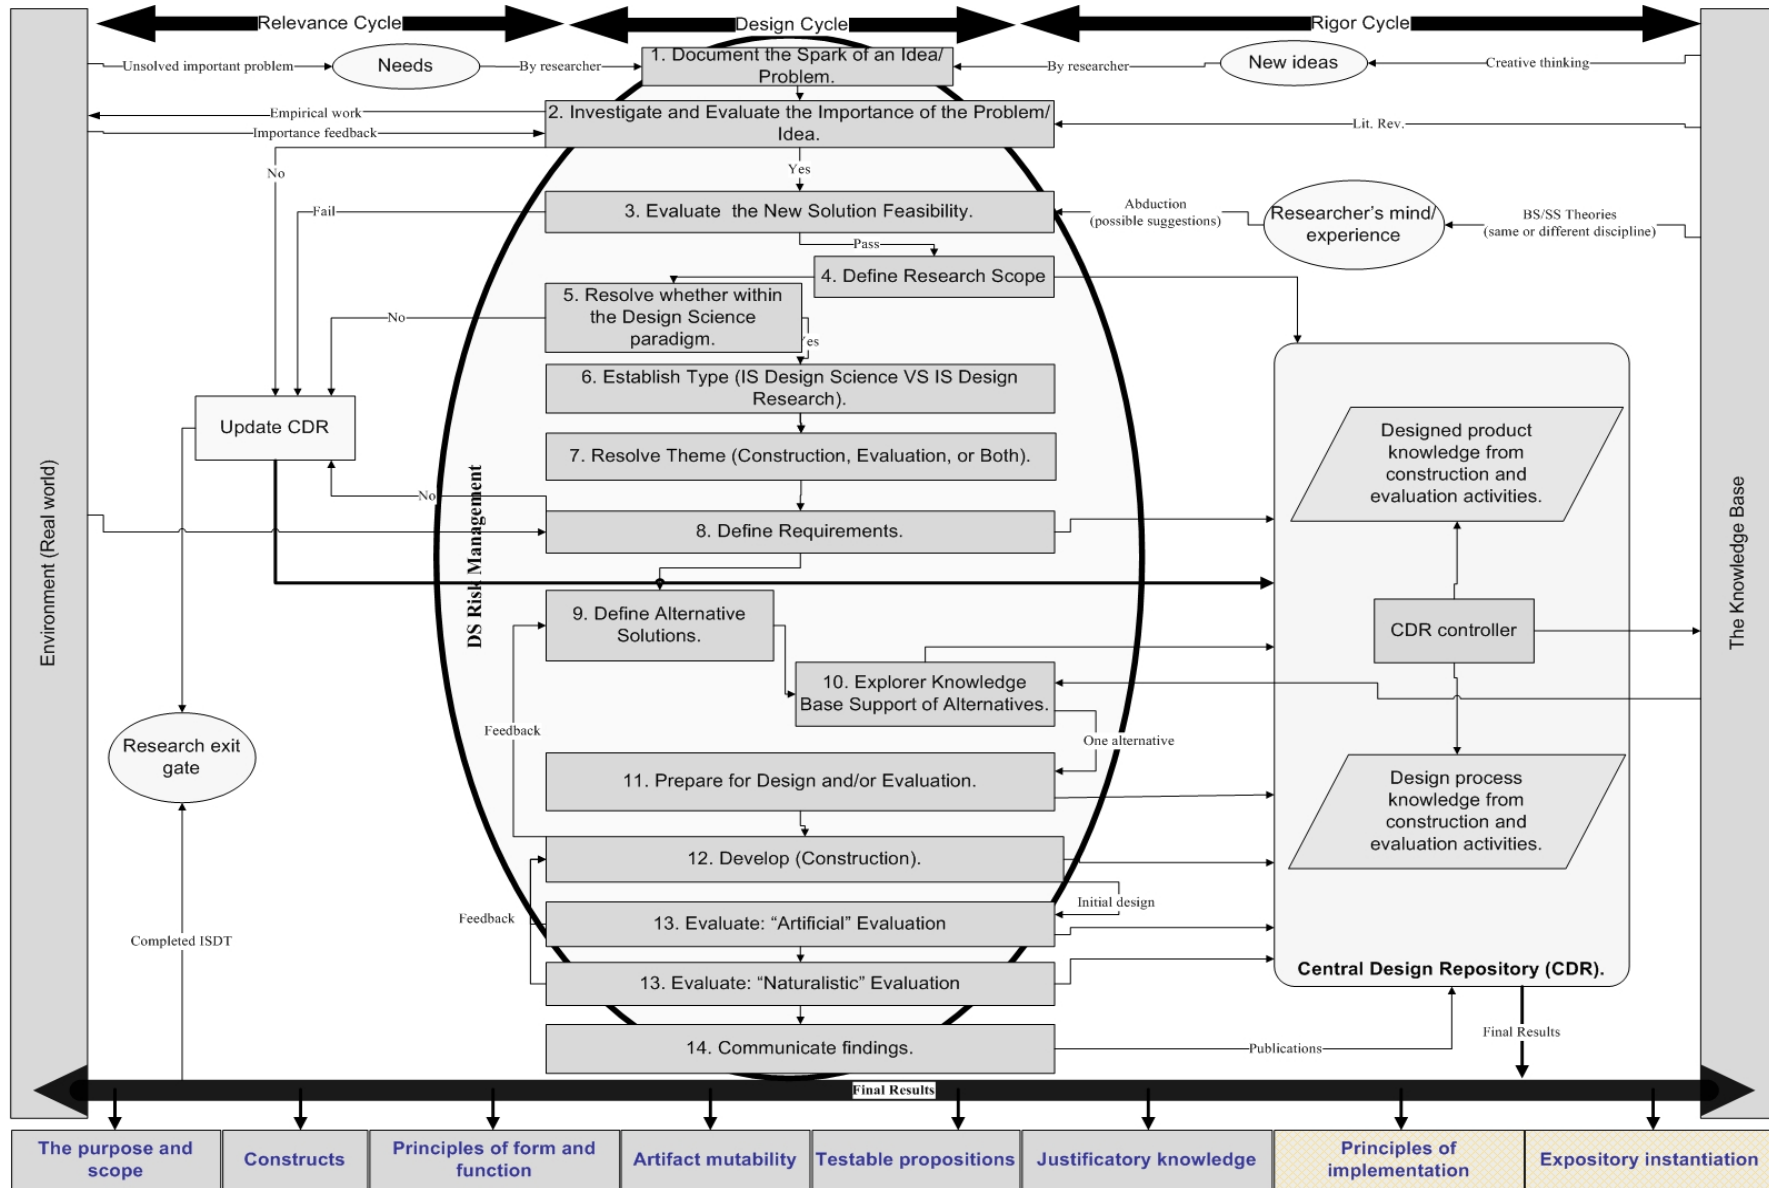 Relevance Cycle
Design Cycle
Rigor Cycle
Unsolved important problem
Needs
By researcher
1. Document the Spark of an Idea/
Problem.
By researcher
New ideas
Creative thinking
Empirical work
Importance feedback
2. Investigate and Evaluate the Importance of the Problem/
Idea.
Lit. Rev.
No
Yes
Fail
3. Evaluate the New Solution Feasibility.
Abduction
(possible suggestions)
Researcher's mind/
experience
BS/SS Theories
(same or different discipline)
Pass
4. Define Research Scope
5. Resolve whether within
the Design Science
paradigm.
No
Yes
6. Establish Type (IS Design Science VS IS Design
Research).
Update CDR
7. Resolve Theme (Construction, Evaluation, or Both).
No
8. Define Requirements.
Designed product
knowledge from
construction and
evaluation activities.
Environment (Real world)
DS Risk Management
The Knowledge Base
9. Define Alternative
Solutions.
CDR controller
10. Explorer Knowledge
Base Support of Alternatives.
Feedback
One alternative
Research exit
gate
11. Prepare for Design and/or Evaluation.
Design process
knowledge from
construction and
evaluation activities.
12. Develop (Construction).
Initial design
Feedback
13. Evaluate: “Artificial” Evaluation
Completed ISDT
13. Evaluate: “Naturalistic” Evaluation
Central Design Repository (CDR).
14. Communicate findings.
Publications
Final Results
Final Results
The purpose and
scope
Constructs
Principles of form and
function
Artifact mutability
Testable propositions
Justificatory knowledge
Principles of
implementation
Expository instantiation